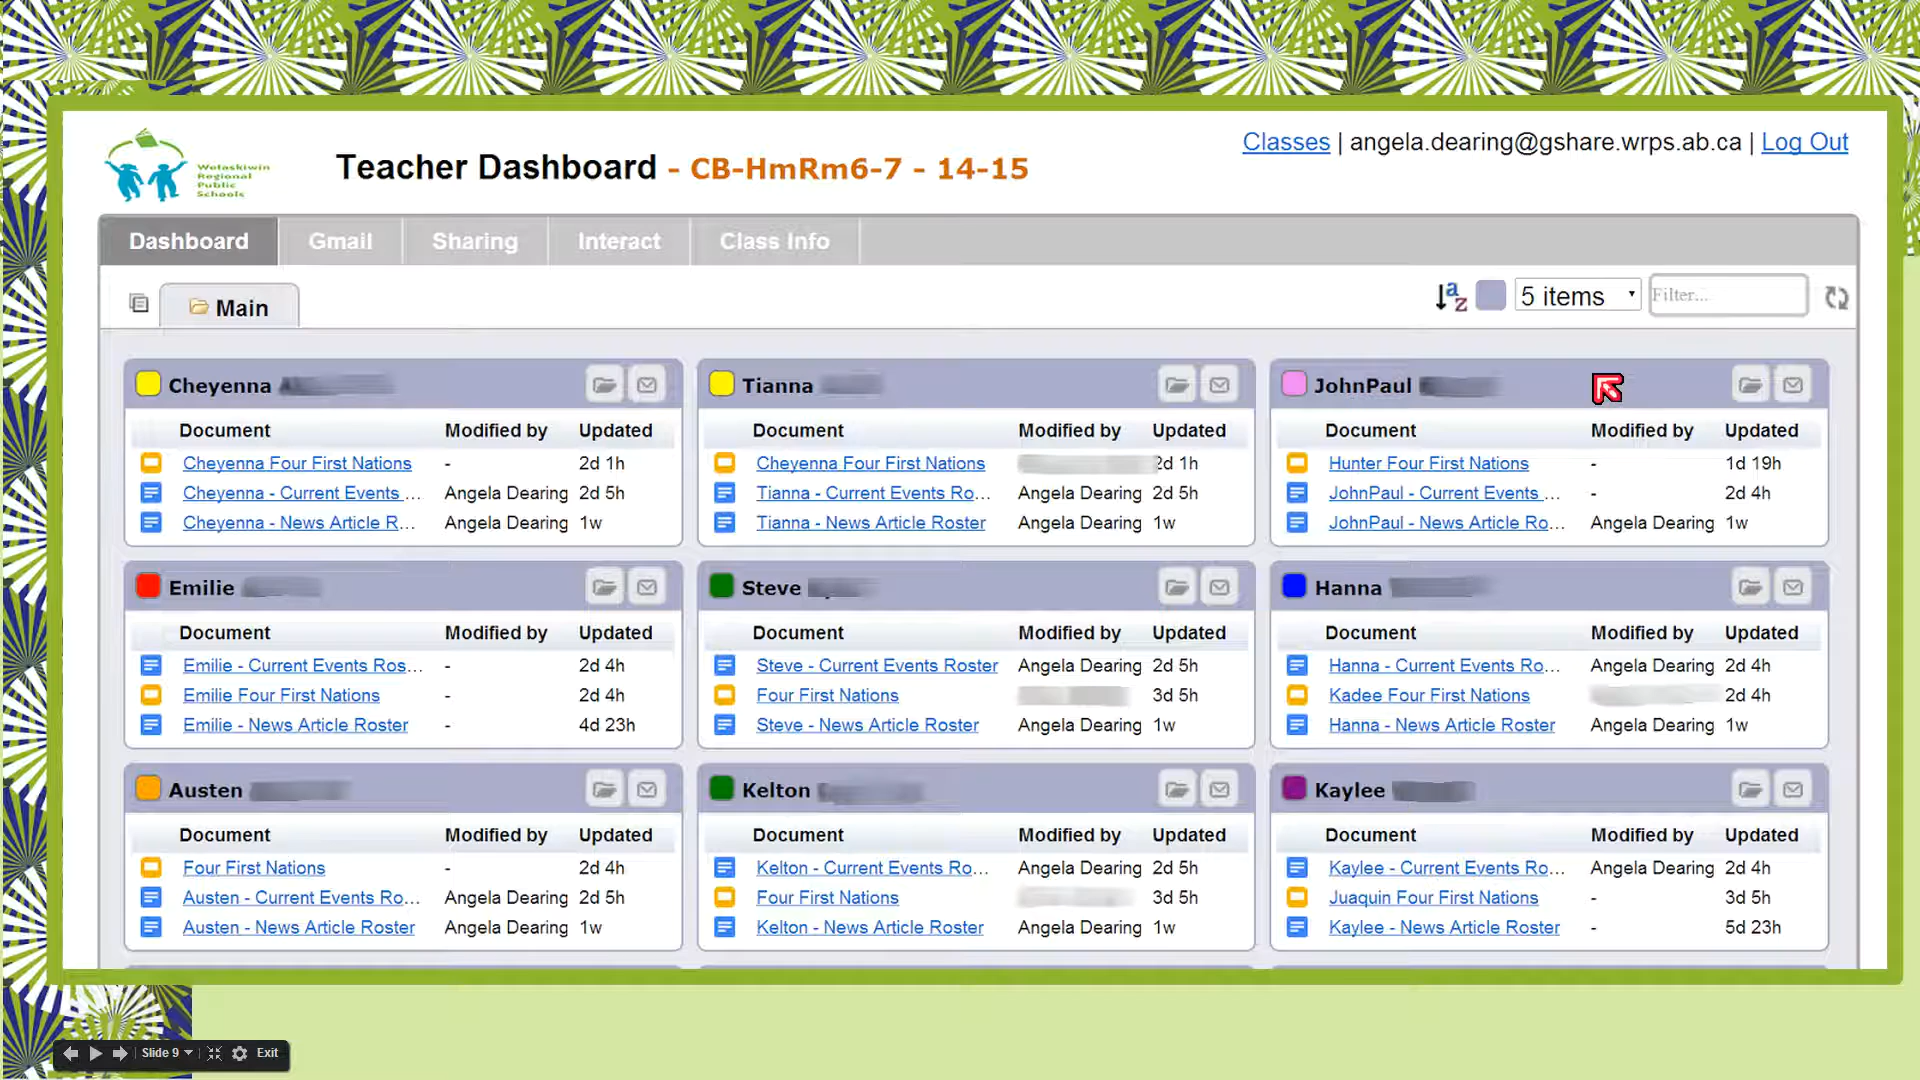 Wetaskiwin
Regional
Public
Schools
Teacher Dashboard - CB-HmRm6-7 - 14-15
Classes | angela.dearing@gshare.wrps.ab.ca | Log Out
Dashboard Gmail Sharing Interact Class Info
Main
a z 5 items Filter...
Cheyenna
Document Modified by Updated
Cheyenna Four First Nations - 2d 1h
Cheyenna - Current Events ... Angela Dearing 2d 5h
Cheyenna - News Article R... Angela Dearing 1w
Tianna
Document Modified by Updated
Cheyenna Four First Nations 2d 1h
Tianna - Current Events Ro... Angela Dearing 2d 5h
Tianna - News Article Roster Angela Dearing 1w
JohnPaul
Document Modified by Updated
Hunter Four First Nations - 1d 19h
JohnPaul - Current Events ... - 2d 4h
JohnPaul - News Article Ro... Angela Dearing 1w
Emilie
Document Modified by Updated
Emilie - Current Events Ros... - 2d 4h
Emilie Four First Nations - 2d 4h
Emilie - News Article Roster - 4d 23h
Steve
Document Modified by Updated
Steve - Current Events Roster Angela Dearing 2d 5h
Four First Nations 3d 5h
Steve - News Article Roster Angela Dearing 1w
Hanna
Document Modified by Updated
Hanna - Current Events Ro... Angela Dearing 2d 4h
Kadee Four First Nations 2d 4h
Hanna - News Article Roster Angela Dearing 1w
Austen
Document Modified by Updated
Four First Nations - 2d 4h
Austen - Current Events Ro... Angela Dearing 2d 5h
Austen - News Article Roster Angela Dearing 1w
Kelton
Document Modified by Updated
Kelton - Current Events Ro... Angela Dearing 2d 5h
Four First Nations 3d 5h
Kelton - News Article Roster Angela Dearing 1w
Kaylee
Document Modified by Updated
Kaylee - Current Events Ro... Angela Dearing 2d 4h
Juaquin Four First Nations - 3d 5h
Kaylee - News Article Roster - 5d 23h
Slide 9 Exit